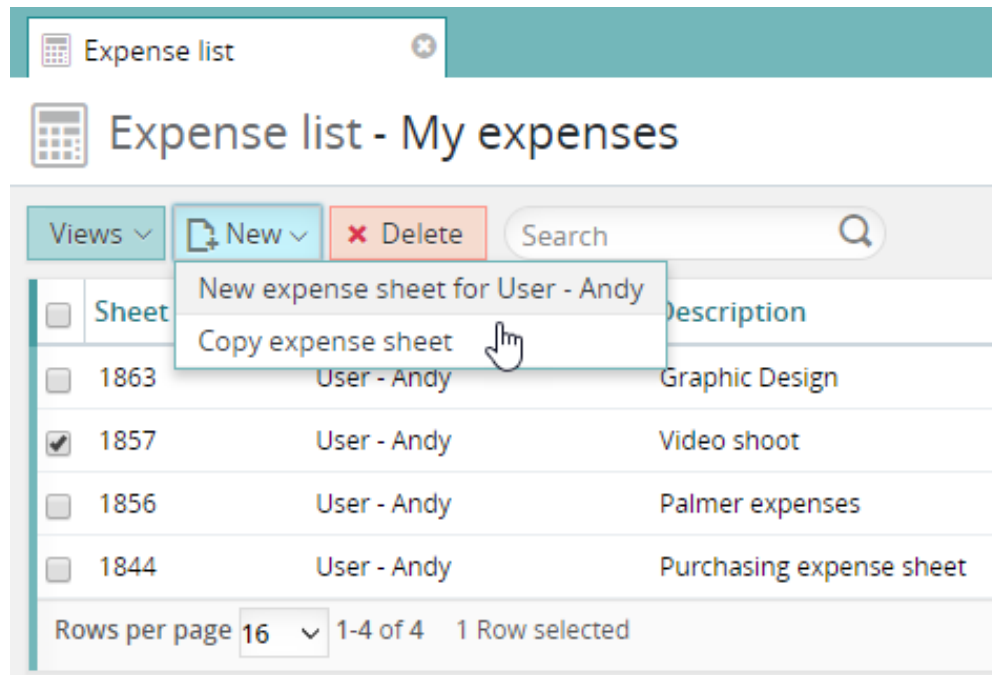 Expense list
Expense list - My expenses
Views New Delete Search
New expense sheet for User - Andy
Sheet Description
Copy expense sheet
1863 User - Andy Graphic Design
1857 User - Andy Video shoot
1856 User - Andy Palmer expenses
1844 User - Andy Purchasing expense sheet
Rows per page 16 1-4 of 4 1 Row selected